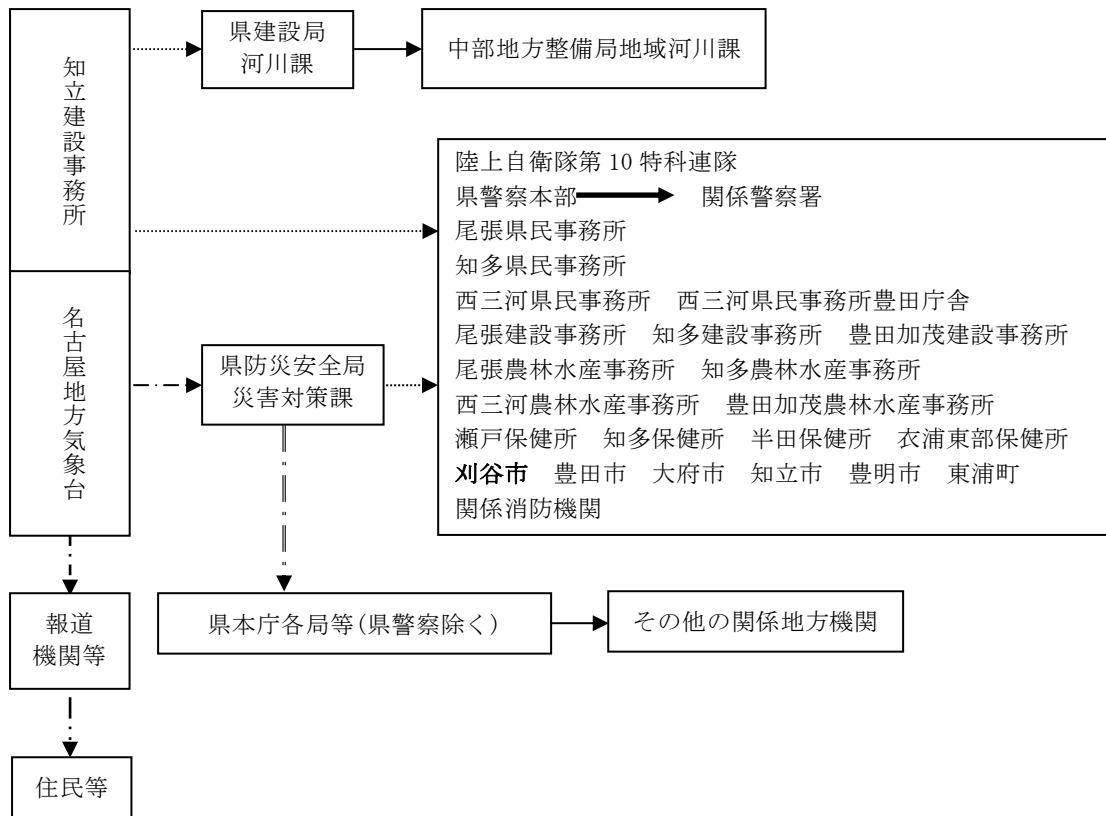 知立建設事務所
県建設局
河川課
中部地方整備局地域河川課
陸上自衛隊第 10 特科連隊
県警察本部 関係警察署
尾張県民事務所
知多県民事務所
西三河県民事務所 西三河県民事務所豊田庁舎
尾張建設事務所 知多建設事務所 豊田加茂建設事務所
尾張農林水産事務所 知多農林水産事務所
西三河農林水産事務所 豊田加茂農林水産事務所
瀬戸保健所 知多保健所 半田保健所 衣浦東部保健所
刈谷市 豊田市 大府市 知立市 豊明市 東浦町
関係消防機関
名古屋地方気象台
県防災安全局
災害対策課
報道
機関等
県本庁各局等(県警察除く)
その他の関係地方機関
住民等